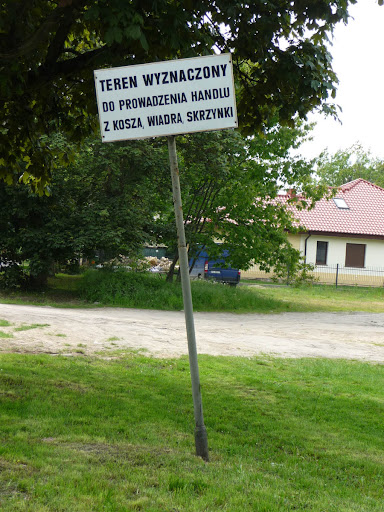 TEREN WYZNACZONY
DO PROWADZENIA HANDLU
Z KOSZA, WIADRA, SKRZYNKI